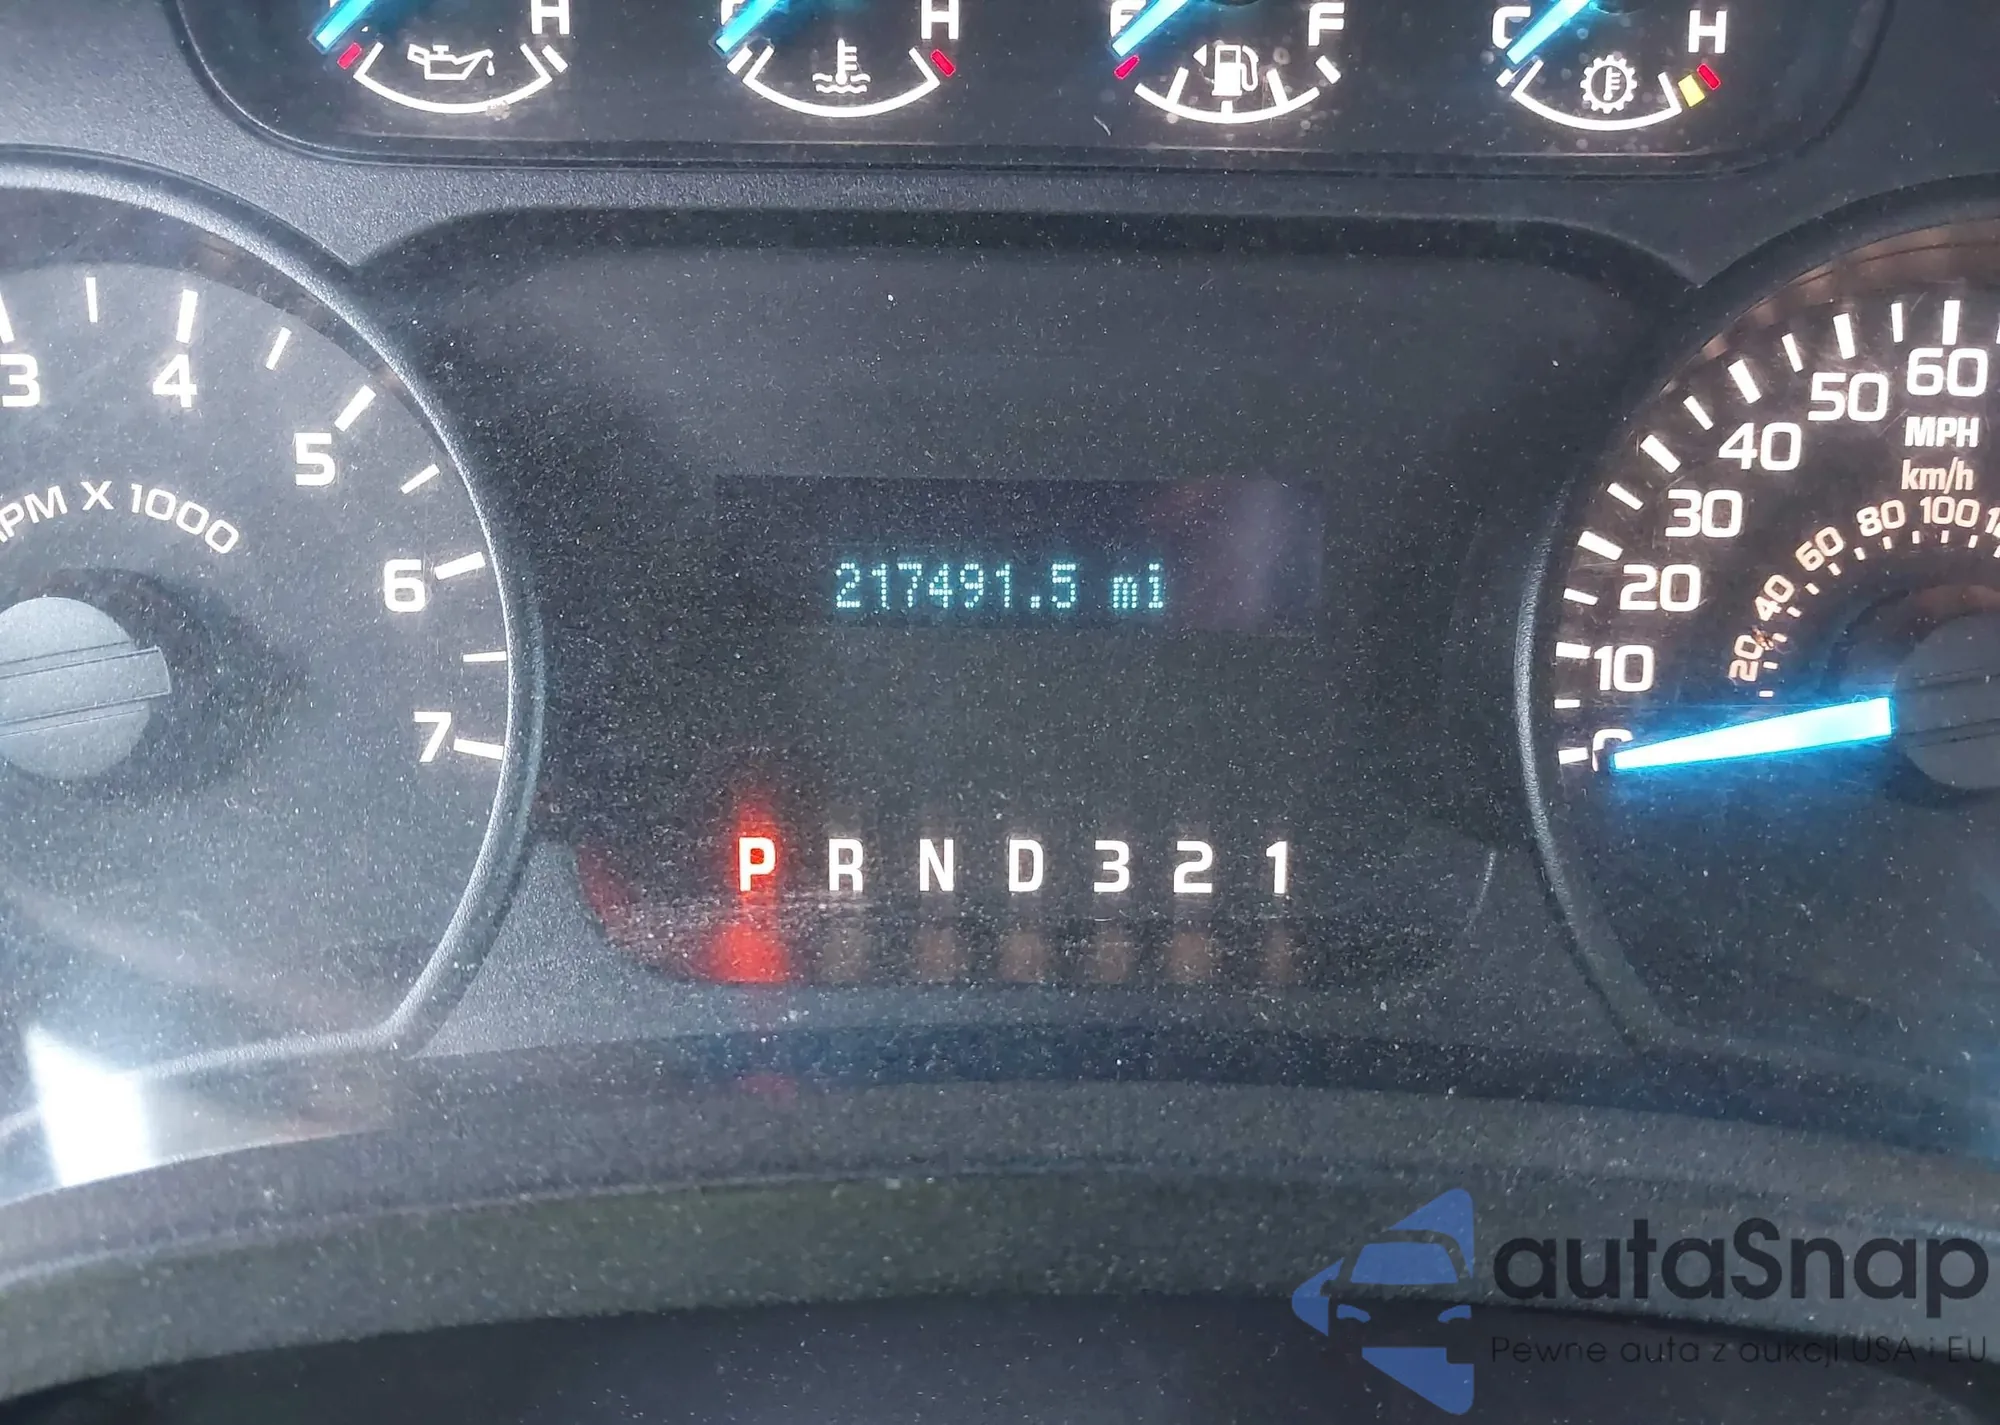 H
C H
E F
C H
3
4
5
6
7
RPM X 1000
217491.5 mi
P R N D 3 2 1
0
10
20
30
40
50
60
MPH
km/h
20
40
60
80
100
autaSnap
Pewne auta z aukcji USA i EU